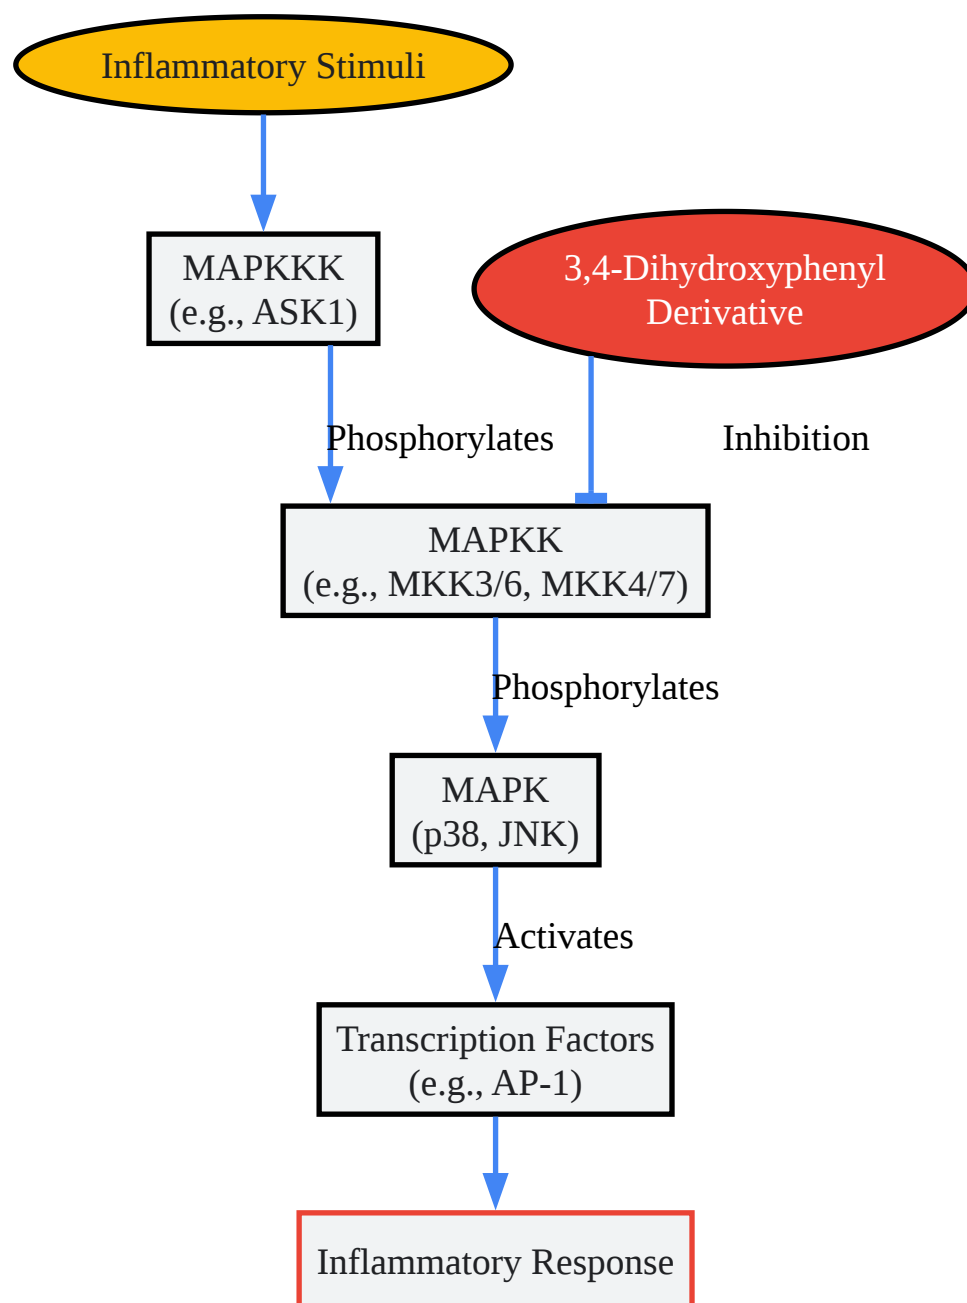 Inflammatory Stimuli
MAPKKK
(e.g., ASK1)
3,4-Dihydroxyphenyl
Derivative
Phosphorylates
Inhibition
MAPKK
(e.g., MKK3/6, MKK4/7)
Phosphorylates
MAPK
(p38, JNK)
Activates
Transcription Factors
(e.g., AP-1)
Inflammatory Response